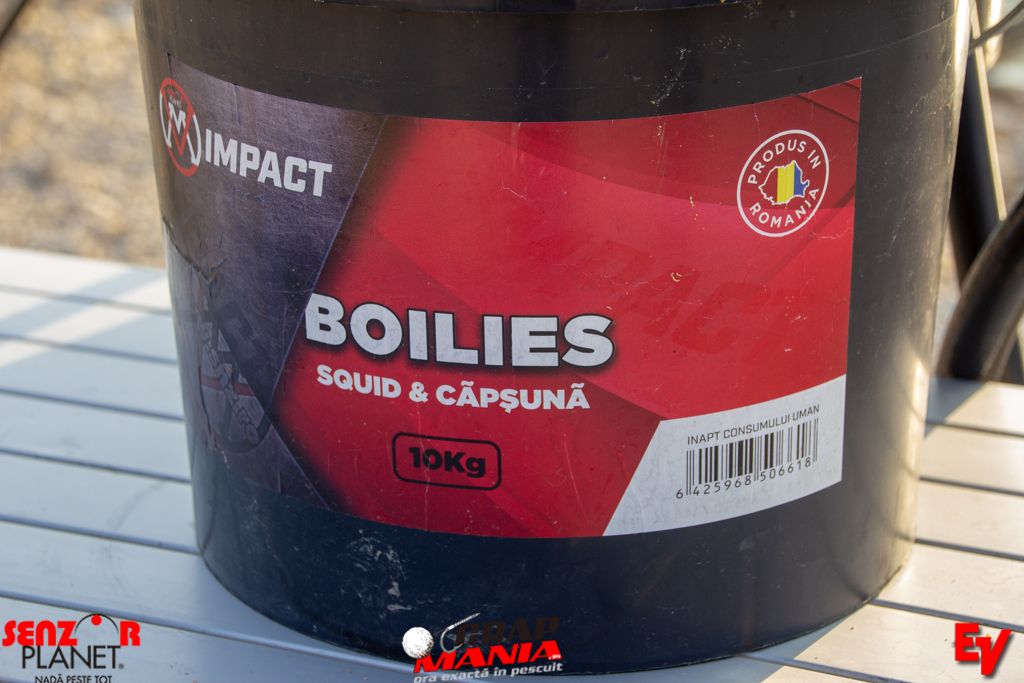 IMPACT
PRODUS IN
ROMANIA
BOILIES
SQUID & CÃPŞUNÃ
10Kg
INAPT CONSUMULUI UMAN
6 425968 506618
SENZOR
PLANET®
NADĂ PESTE TOT
CRAP
MANIA
ora exactă în pescuit
EV